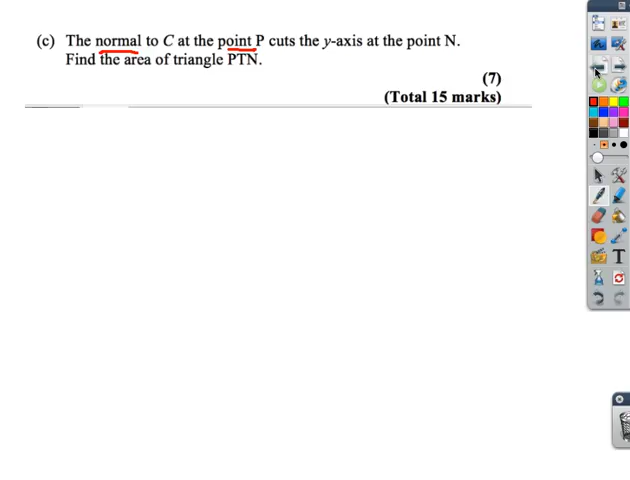 (c) The normal to C at the point P cuts the y-axis at the point N.
Find the area of triangle PTN.
(7)
(Total 15 marks)
T